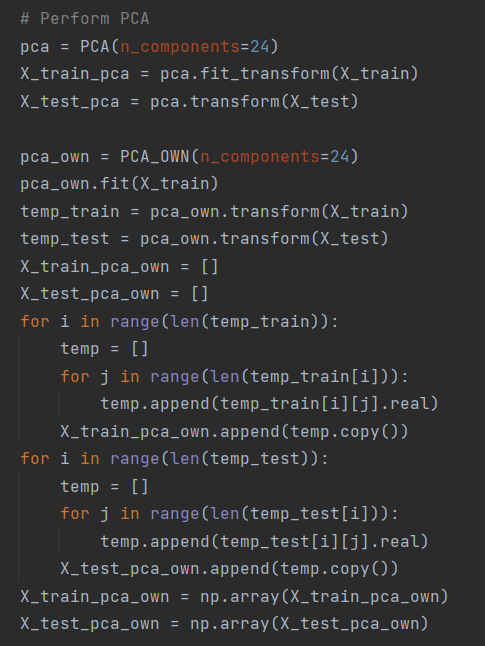 # Perform PCA
pca = PCA(n_components=24)
X_train_pca = pca.fit_transform(X_train)
X_test_pca = pca.transform(X_test)

pca_own = PCA_OWN(n_components=24)
pca_own.fit(X_train)
temp_train = pca_own.transform(X_train)
temp_test = pca_own.transform(X_test)
X_train_pca_own = []
X_test_pca_own = []
for i in range(len(temp_train)):
    temp = []
    for j in range(len(temp_train[i])):
        temp.append(temp_train[i][j].real)
    X_train_pca_own.append(temp.copy())
for i in range(len(temp_test)):
    temp = []
    for j in range(len(temp_test[i])):
        temp.append(temp_test[i][j].real)
    X_test_pca_own.append(temp.copy())
X_train_pca_own = np.array(X_train_pca_own)
X_test_pca_own = np.array(X_test_pca_own)